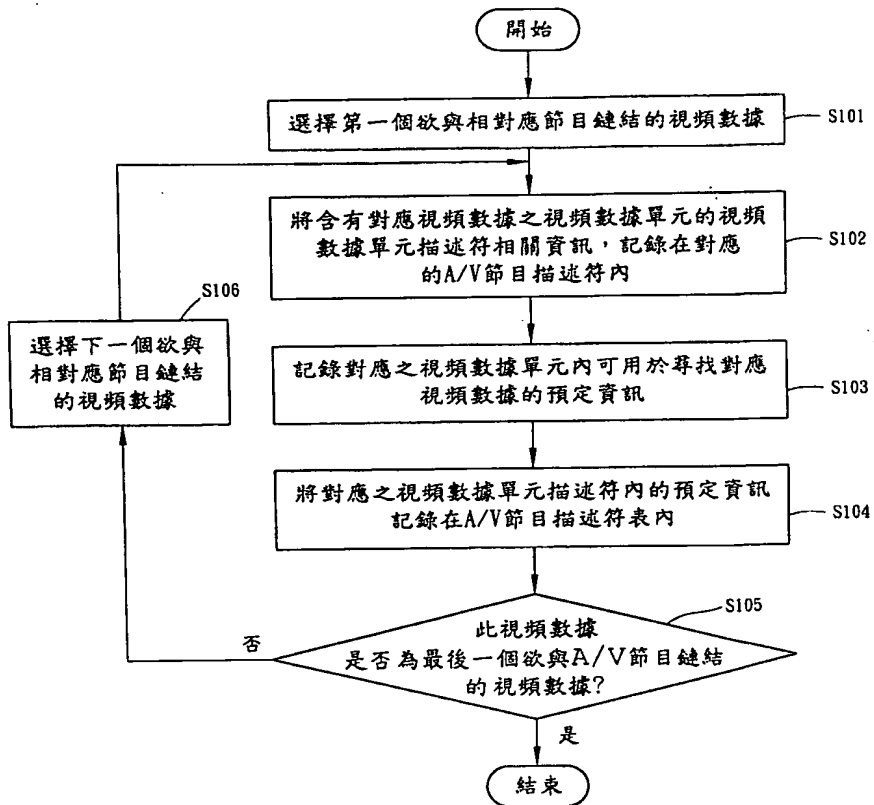 開始
選擇第一個欲與相對應節目鏈結的視頻數據
S101
將含有對應視頻數據之視頻數據單元的視頻
數據單元描述符相關資訊，記錄在對應
的A/V節目描述符內
S102
S106
選擇下一個欲與
相對應節目鏈結
的視頻數據
記錄對應之視頻數據單元內可用於尋找對應
視頻數據的預定資訊
S103
將對應之視頻數據單元描述符內的預定資訊
記錄在A/V節目描述符表內
S104
S105
此視頻數據
是否為最後一個欲與A/V節目鏈結
的視頻數據?
否
是
結束